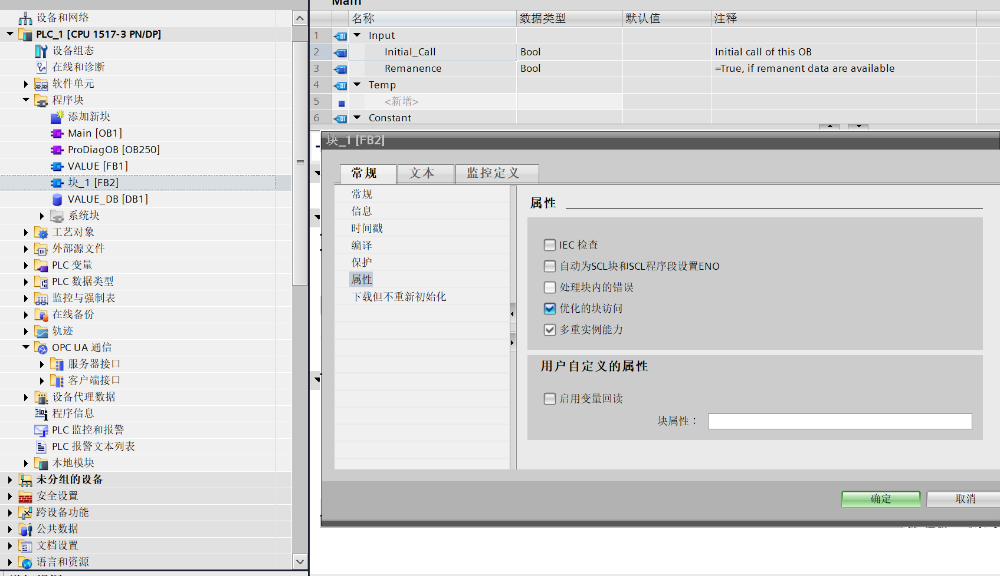 设备和网络
PLC_1 [CPU 1517-3 PN/DP]
设备组态
在线和诊断
软件单元
程序块
添加新块
Main [OB1]
ProDiagOB [OB250]
VALUE [FB1]
块_1 [FB2]
VALUE_DB [DB1]
系统块
工艺对象
外部源文件
PLC 变量
PLC 数据类型
监控与强制表
在线备份
轨迹
OPC UA 通信
服务器接口
客户端接口
设备代理数据
程序信息
PLC 监控和报警
PLC 报警文本列表
本地模块
未分组的设备
安全设置
跨设备功能
公共数据
文档设置
语言和资源
Main
名称 数据类型 默认值 注释
1 Input
2 Initial_Call Bool Initial call of this OB
3 Remanence Bool =True, if remanent data are available
4 Temp
5 <新增>
6 Constant
块_1 [FB2]
常规 文本 监控定义
常规
信息
时间戳
编译
保护
属性
下载但不重新初始化
属性
IEC 检查
自动为SCL块和SCL程序段设置ENO
处理块内的错误
优化的块访问
多重实例能力
用户自定义的属性
启用变量回读
块属性：
确定 取消